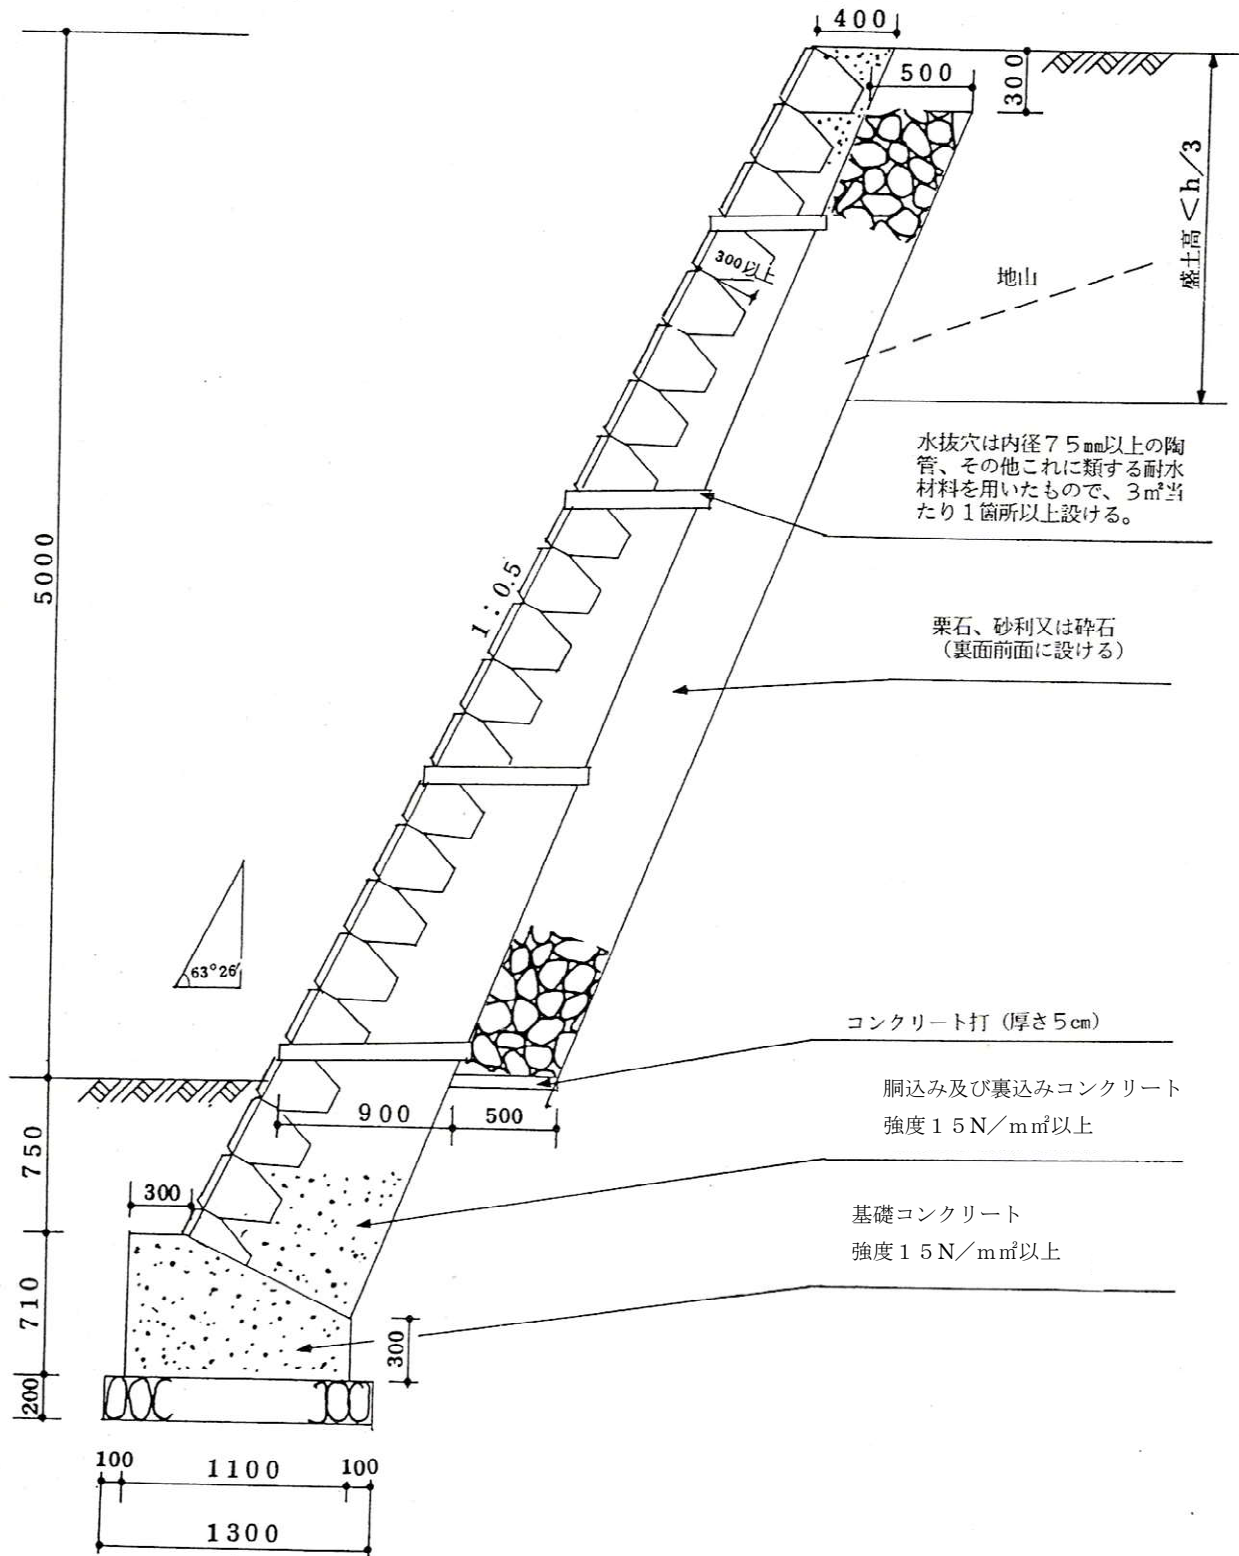 400
500
300
盛土高<h/3
地山
300以上
水抜穴は内径75㎜以上の陶
管、その他これに類する耐水
材料を用いたもので、3㎡当
たり1箇所以上設ける。
5000
1:0.5
栗石、砂利又は砕石
(裏面前面に設ける)
63°26′
コンクリート打(厚さ5㎝)
胴込み及び裏込みコンクリート
強度15N/m㎡以上
900
500
750
300
基礎コンクリート
強度15N/m㎡以上
710
300
200
100
1100
100
1300